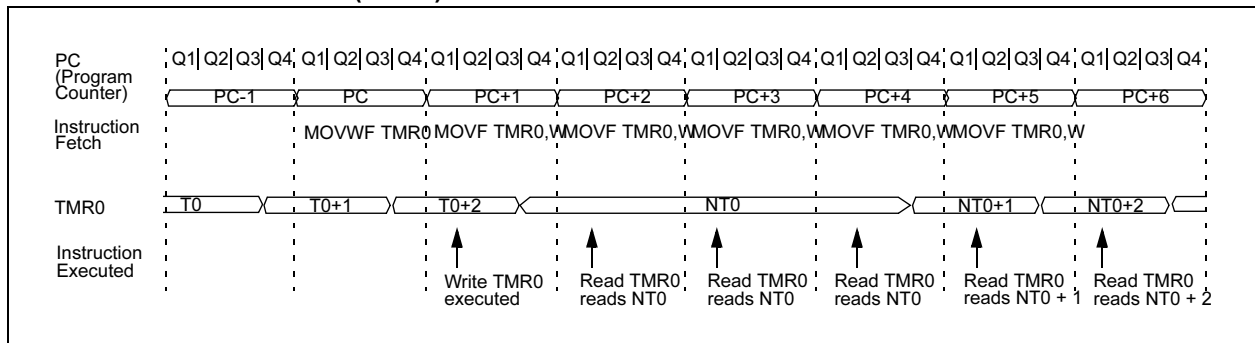 PC (Program Counter)
Q1 Q2 Q3 Q4 Q1 Q2 Q3 Q4 Q1 Q2 Q3 Q4 Q1 Q2 Q3 Q4 Q1 Q2 Q3 Q4 Q1 Q2 Q3 Q4 Q1 Q2 Q3 Q4 Q1 Q2 Q3 Q4
PC-1 PC PC+1 PC+2 PC+3 PC+4 PC+5 PC+6
Instruction Fetch
MOVWF TMR0 MOVF TMR0,W MOVF TMR0,W MOVF TMR0,W MOVF TMR0,W MOVF TMR0,W
TMR0
T0 T0+1 T0+2 NT0 NT0+1 NT0+2
Instruction Executed
Write TMR0 executed
Read TMR0 reads NT0
Read TMR0 reads NT0
Read TMR0 reads NT0
Read TMR0 reads NT0 + 1
Read TMR0 reads NT0 + 2